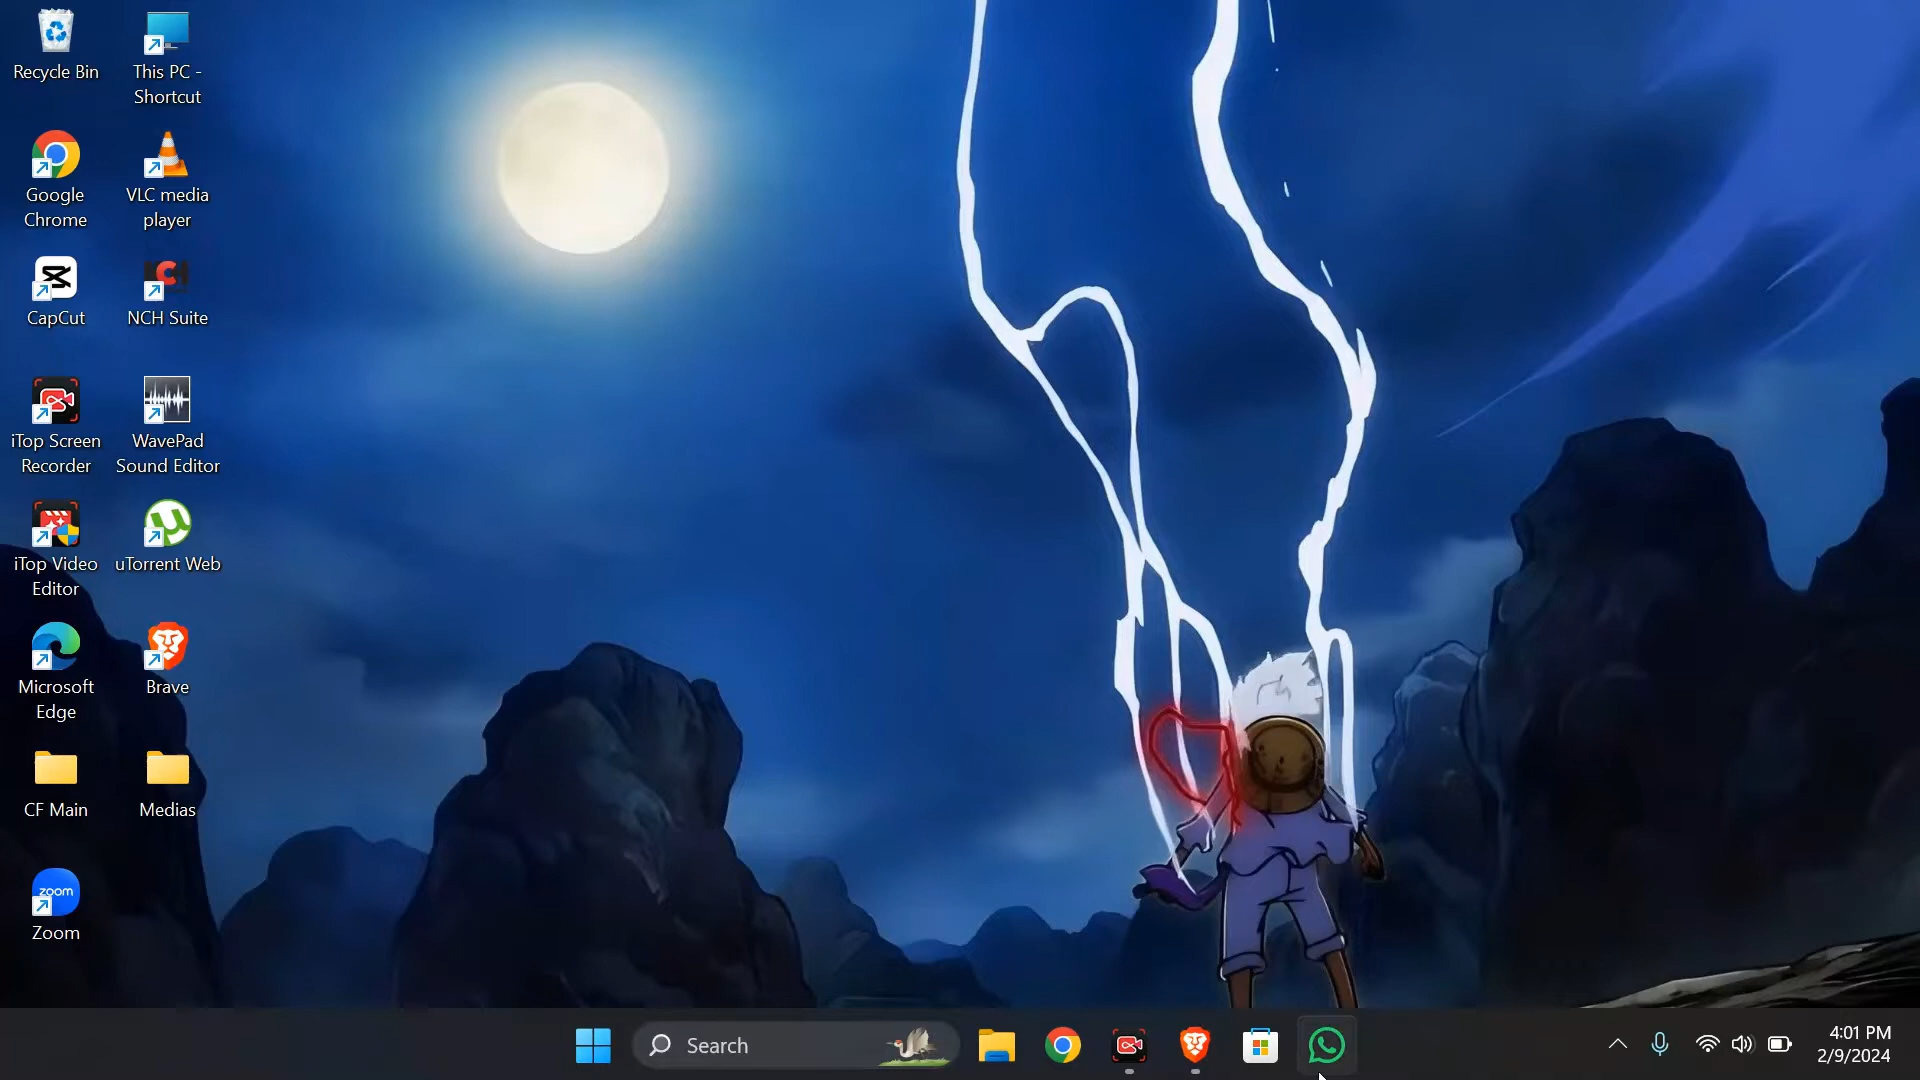 Recycle Bin
This PC -
Shortcut
Google
Chrome
VLC media
player
CapCut
NCH Suite
iTop Screen
Recorder
WavePad
Sound Editor
iTop Video
Editor
uTorrent Web
Microsoft
Edge
Brave
CF Main
Medias
zoom
Zoom
Search
4:01 PM
2/9/2024